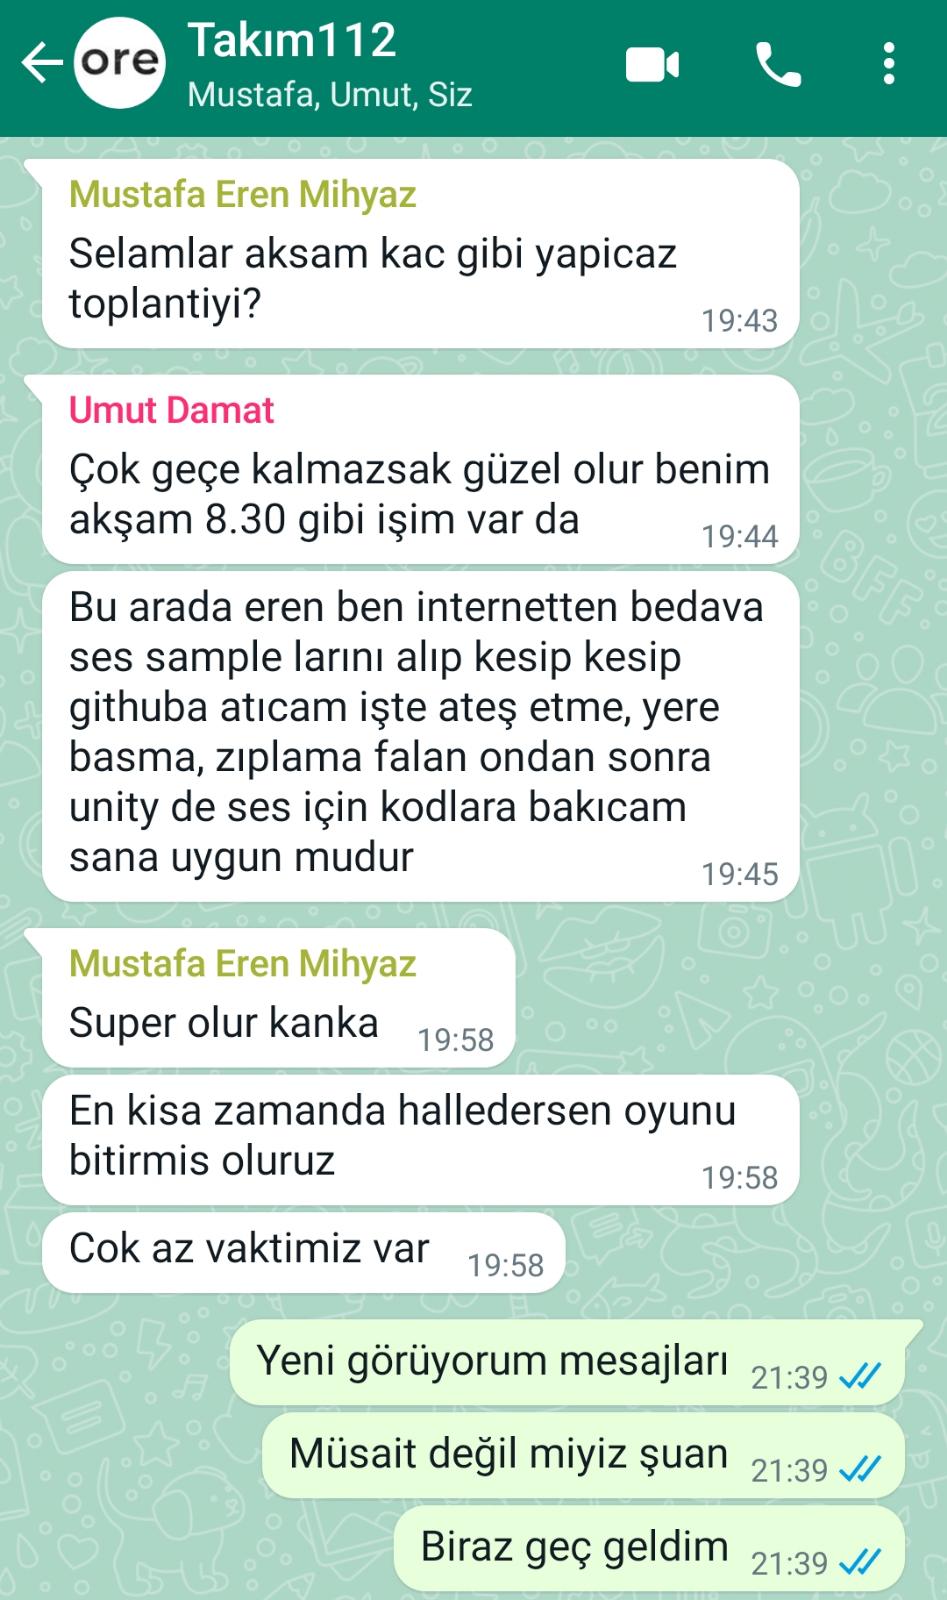 ore
Takım112
Mustafa, Umut, Siz
Mustafa Eren Mihyaz
Selamlar aksam kac gibi yapicaz
toplantiyi?
19:43
Umut Damat
Çok geçe kalmazsak güzel olur benim
akşam 8.30 gibi işim var da
19:44
Bu arada eren ben internetten bedava
ses sample larını alıp kesip kesip
githuba atıcam işte ateş etme, yere
basma, zıplama falan ondan sonra
unity de ses için kodlara bakıcam
sana uygun mudur
19:45
Mustafa Eren Mihyaz
Super olur kanka 19:58
En kisa zamanda halledersen oyunu
bitirmis oluruz
19:58
Cok az vaktimiz var 19:58
Yeni görüyorum mesajları 21:39
Müsait değil miyiz şuan 21:39
Biraz geç geldim 21:39